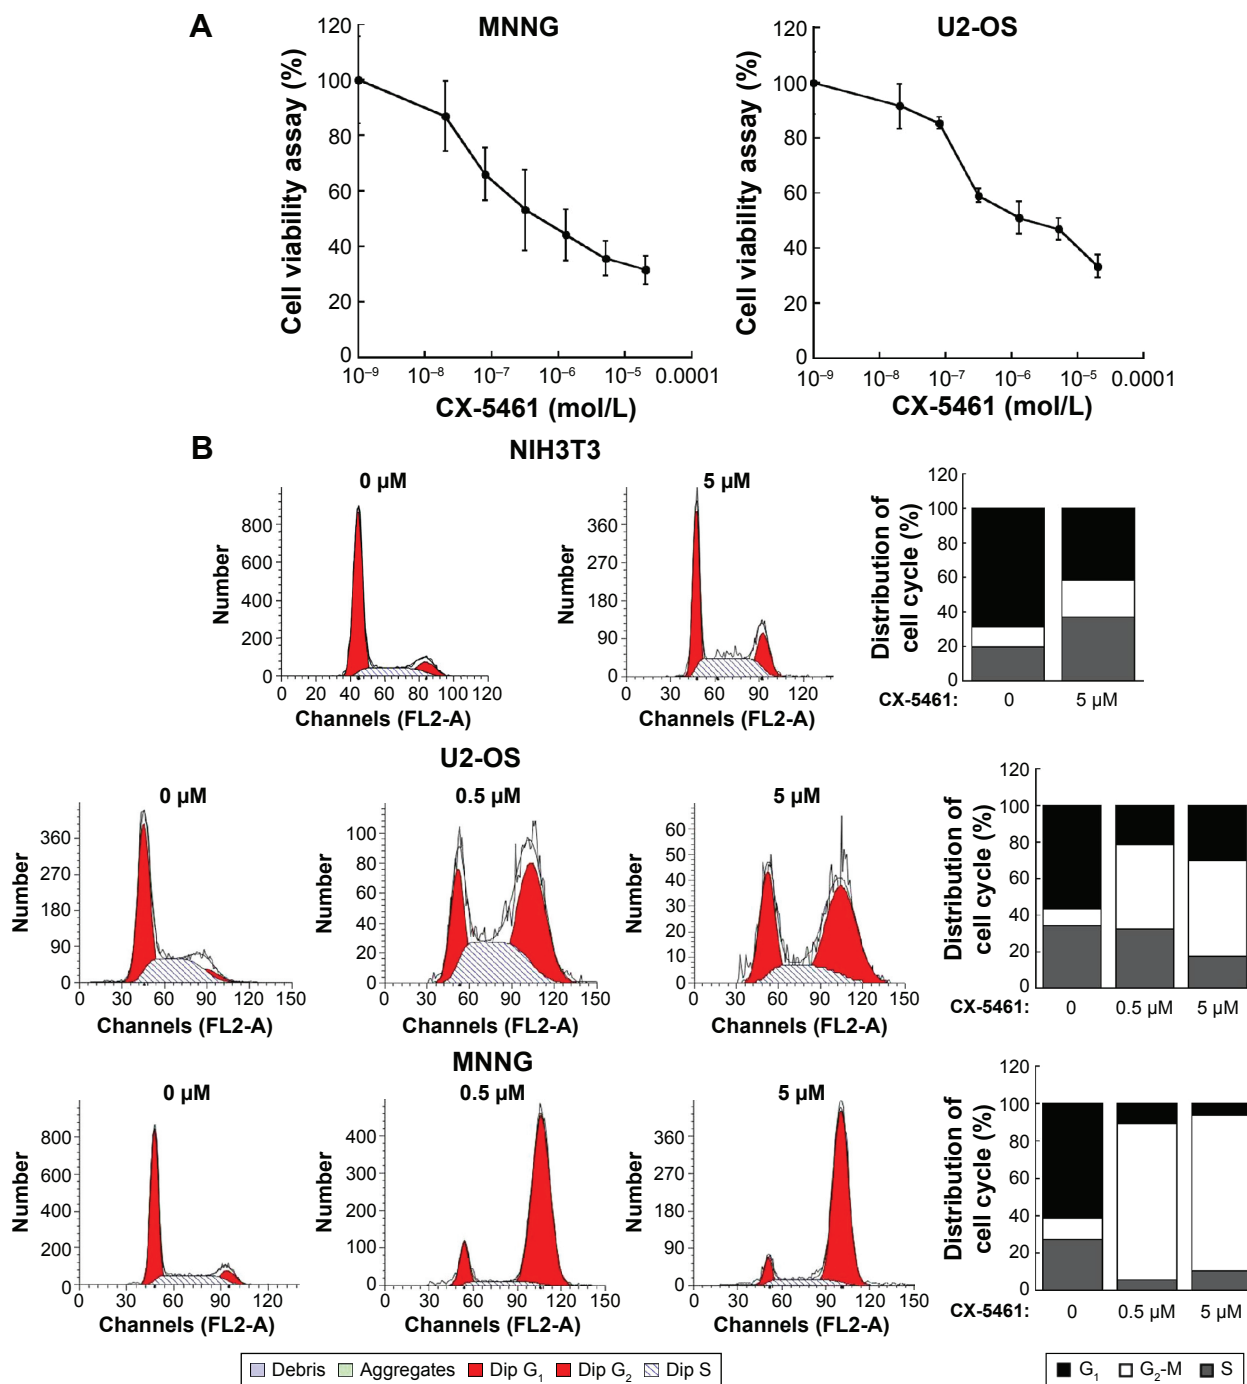 A
MNNG
U2-OS
Cell viability assay (%)
120
100
80
60
40
20
0
10⁻⁹ 10⁻⁸ 10⁻⁷ 10⁻⁶ 10⁻⁵ 0.0001
CX-5461 (mol/L)
Cell viability assay (%)
120
100
80
60
40
20
0
10⁻⁹ 10⁻⁸ 10⁻⁷ 10⁻⁶ 10⁻⁵ 0.0001
CX-5461 (mol/L)
B
NIH3T3
0 µM
Number
800
600
400
200
0
0 20 40 60 80 100 120
Channels (FL2-A)
5 µM
Number
360
270
180
90
0
0 30 60 90 120
Channels (FL2-A)
Distribution of
cell cycle (%)
120
100
80
60
40
20
0
CX-5461: 0 5 µM
U2-OS
0 µM
Number
360
270
180
90
0
0 30 60 90 120 150
Channels (FL2-A)
0.5 µM
Number
100
80
60
40
20
0
0 30 60 90 120 150
Channels (FL2-A)
5 µM
Number
60
50
40
30
20
10
0
0 30 60 90 120 150
Channels (FL2-A)
Distribution of
cell cycle (%)
120
100
80
60
40
20
0
CX-5461: 0 0.5 µM 5 µM
MNNG
0 µM
Number
800
600
400
200
0
0 30 60 90 120
Channels (FL2-A)
0.5 µM
Number
400
300
200
100
0
0 30 60 90 120 150
Channels (FL2-A)
5 µM
Number
360
270
180
90
0
0 30 60 90 120 150
Channels (FL2-A)
Distribution of
cell cycle (%)
120
100
80
60
40
20
0
CX-5461: 0 0.5 µM 5 µM
Debris Aggregates Dip G₁ Dip G₂ Dip S
G₁ G₂-M S